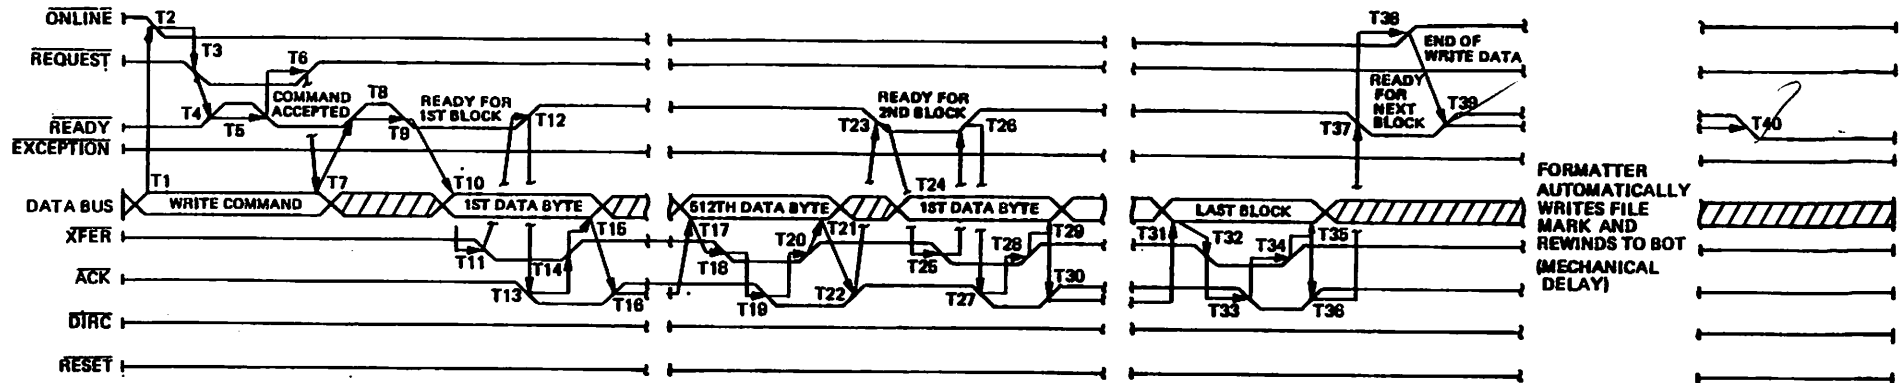 ONLINE
REQUEST
READY
EXCEPTION
DATA BUS
XFER
ACK
DIRC
RESET
T1
T2
T3
T4
T5
T6
COMMAND
ACCEPTED
T7
T8
T9
READY FOR
1ST BLOCK
T10
T11
T12
T13
T14
T15
T16
WRITE COMMAND
1ST DATA BYTE
512TH DATA BYTE
T17
T18
T19
T20
T21
T22
T23
READY FOR
2ND BLOCK
T24
1ST DATA BYTE
T25
T26
T27
T28
T29
T30
T31
LAST BLOCK
T32
T33
T34
T35
T36
T37
T38
END OF
WRITE DATA
READY
FOR
NEXT
BLOCK
T39
FORMATTER
AUTOMATICALLY
WRITES FILE
MARK AND
REWINDS TO BOT
(MECHANICAL
DELAY)
T40